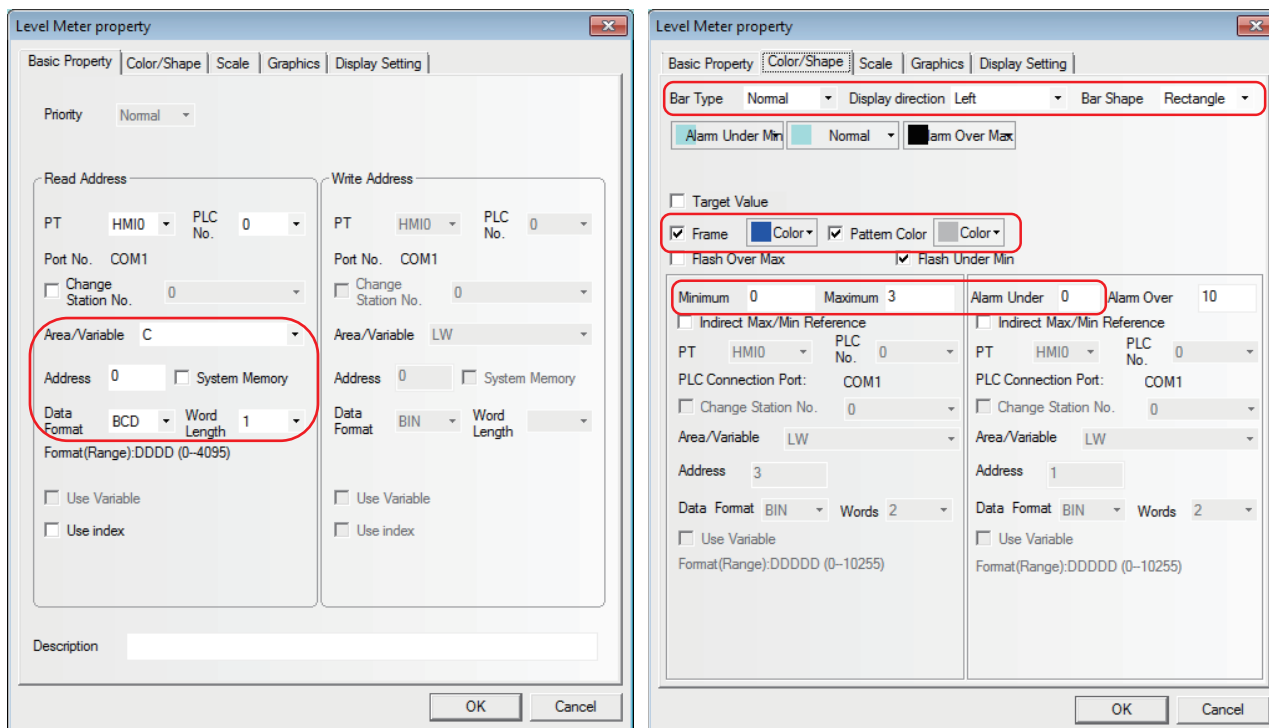 Level Meter property
Basic Property Color/Shape Scale Graphics Display Setting
Priority Normal
Read Address
PT HMI0 PLC No. 0
Port No. COM1
Change Station No. 0
Area/Variable C
Address 0 System Memory
Data Format BCD Word Length 1
Format(Range):DDDD (0--4095)
Use Variable
Use index
Write Address
PT HMI0 PLC No. 0
Port No. COM1
Change Station No. 0
Area/Variable LW
Address 0 System Memory
Data Format BIN Word Length
Use Variable
Use index
Description
OK Cancel
Level Meter property
Basic Property Color/Shape Scale Graphics Display Setting
Bar Type Normal Display direction Left Bar Shape Rectangle
Alarm Under Min Normal larm Over Max
Target Value
Frame Color Pattern Color Color
Flash Over Max Flash Under Min
Minimum 0 Maximum 3
Indirect Max/Min Reference
PT HMI0 PLC No. 0
PLC Connection Port: COM1
Change Station No. 0
Area/Variable LW
Address 3
Data Format BIN Words 2
Use Variable
Format(Range):DDDDD (0--10255)
Alarm Under 0 Alarm Over 10
Indirect Max/Min Reference
PT HMI0 PLC No. 0
PLC Connection Port: COM1
Change Station No. 0
Area/Variable LW
Address 1
Data Format BIN Words 2
Use Variable
Format(Range):DDDDD (0--10255)
OK Cancel